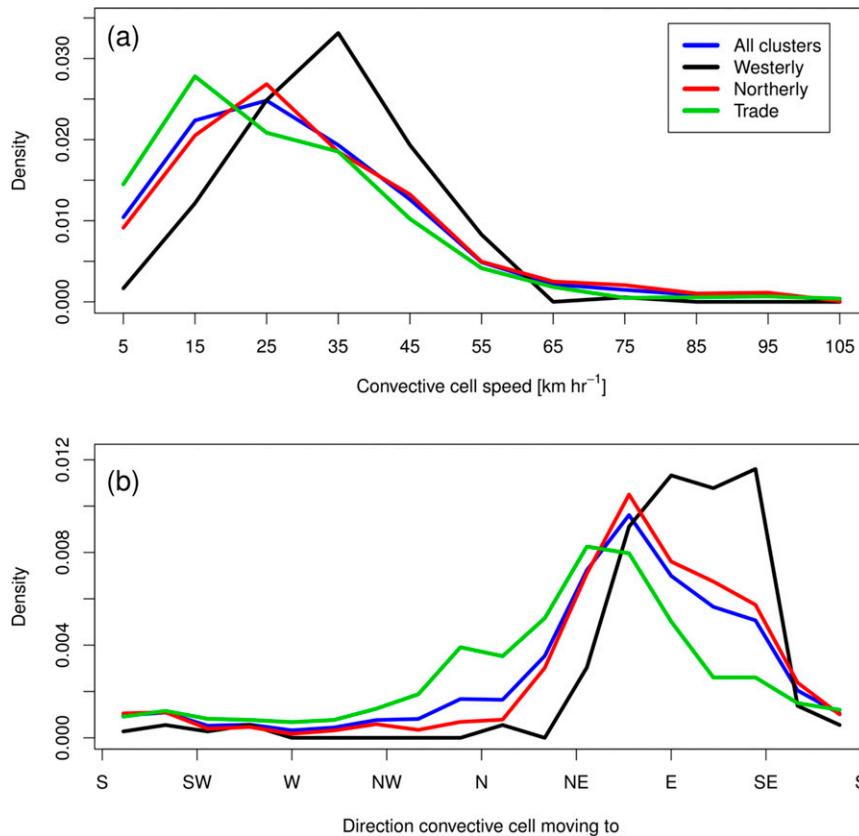 (a)
All clusters
Westerly
Northerly
Trade
Density
0.030
0.020
0.010
0.000
5 15 25 35 45 55 65 75 85 95 105
Convective cell speed [km hr⁻¹]
(b)
Density
0.012
0.008
0.004
0.000
S SW W NW N NE E SE S
Direction convective cell moving to